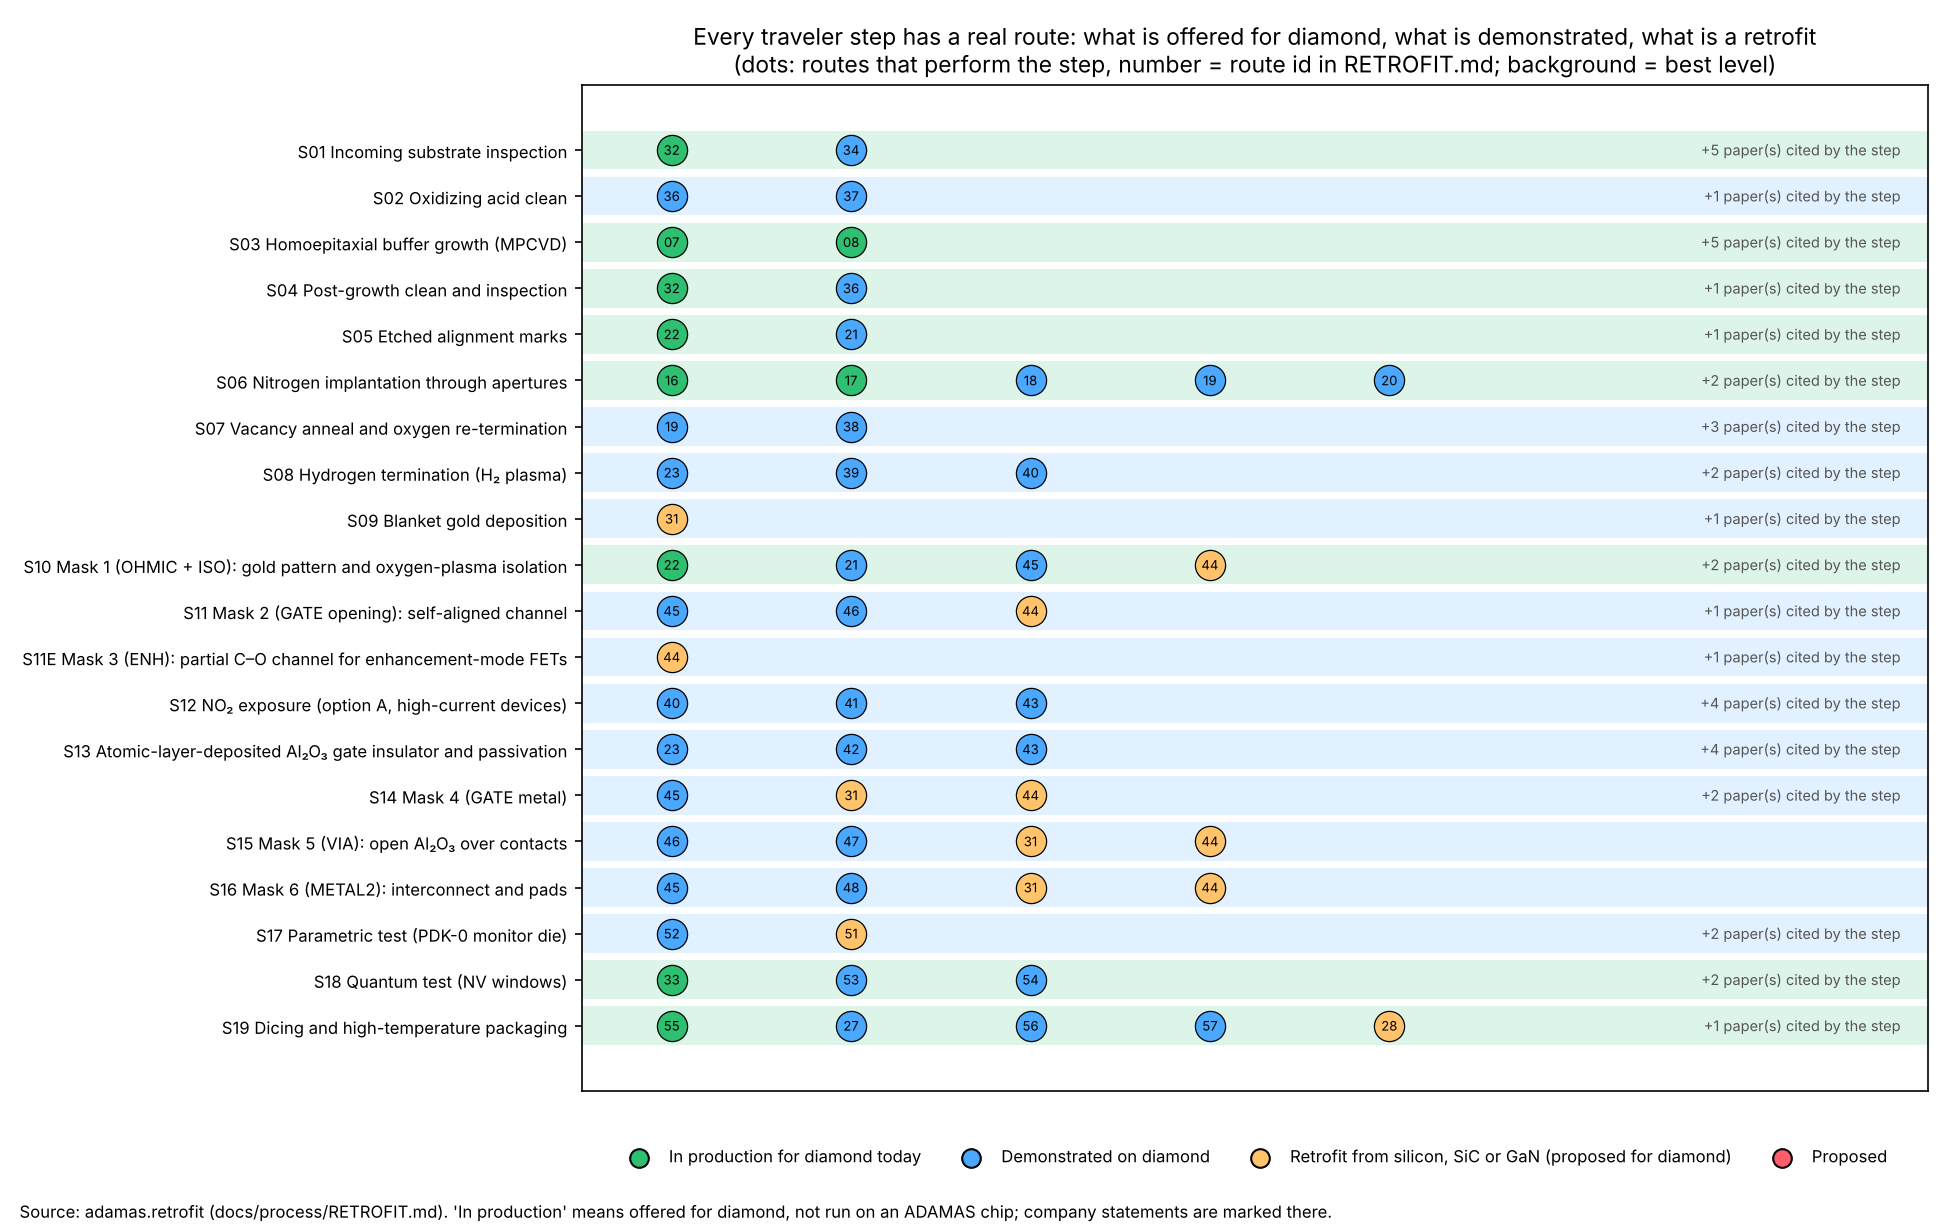 Every traveler step has a real route: what is offered for diamond, what is demonstrated, what is a retrofit
(dots: routes that perform the step, number = route id in RETROFIT.md; background = best level)
S01 Incoming substrate inspection 32 34 +5 paper(s) cited by the step
S02 Oxidizing acid clean 36 37 +1 paper(s) cited by the step
S03 Homoepitaxial buffer growth (MPCVD) 07 08 +5 paper(s) cited by the step
S04 Post-growth clean and inspection 32 36 +1 paper(s) cited by the step
S05 Etched alignment marks 22 21 +1 paper(s) cited by the step
S06 Nitrogen implantation through apertures 16 17 18 19 20 +2 paper(s) cited by the step
S07 Vacancy anneal and oxygen re-termination 19 38 +3 paper(s) cited by the step
S08 Hydrogen termination (H₂ plasma) 23 39 40 +2 paper(s) cited by the step
S09 Blanket gold deposition 31 +1 paper(s) cited by the step
S10 Mask 1 (OHMIC + ISO): gold pattern and oxygen-plasma isolation 22 21 45 44 +2 paper(s) cited by the step
S11 Mask 2 (GATE opening): self-aligned channel 45 46 44 +1 paper(s) cited by the step
S11E Mask 3 (ENH): partial C–O channel for enhancement-mode FETs 44 +1 paper(s) cited by the step
S12 NO₂ exposure (option A, high-current devices) 40 41 43 +4 paper(s) cited by the step
S13 Atomic-layer-deposited Al₂O₃ gate insulator and passivation 23 42 43 +4 paper(s) cited by the step
S14 Mask 4 (GATE metal) 45 31 44 +2 paper(s) cited by the step
S15 Mask 5 (VIA): open Al₂O₃ over contacts 46 47 31 44
S16 Mask 6 (METAL2): interconnect and pads 45 48 31 44
S17 Parametric test (PDK-0 monitor die) 52 51 +2 paper(s) cited by the step
S18 Quantum test (NV windows) 33 53 54 +2 paper(s) cited by the step
S19 Dicing and high-temperature packaging 55 27 56 57 28 +1 paper(s) cited by the step
In production for diamond today Demonstrated on diamond Retrofit from silicon, SiC or GaN (proposed for diamond) Proposed
Source: adamas.retrofit (docs/process/RETROFIT.md). 'In production' means offered for diamond, not run on an ADAMAS chip; company statements are marked there.